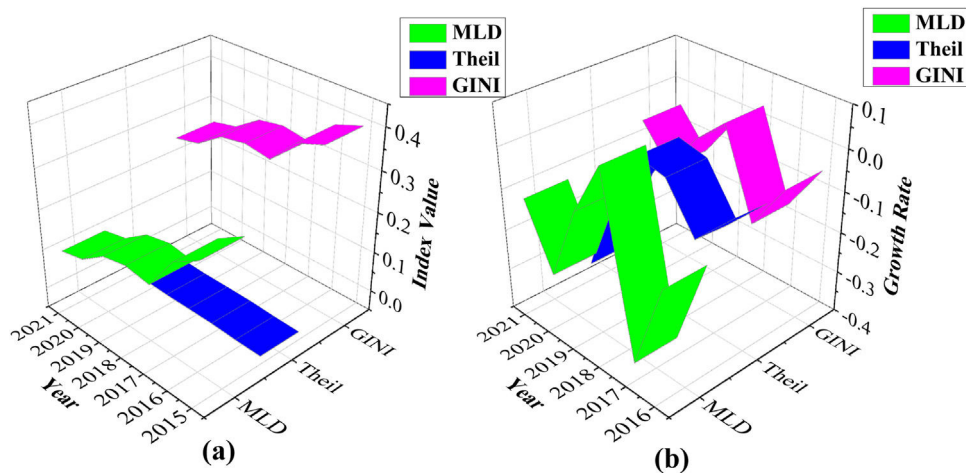 MLD
Theil
GINI
0.4
0.3
0.2
0.1
0.0
Index Value
2021
2020
2019
2018
2017
2016
2015
Year
MLD
Theil
GINI
(a)
MLD
Theil
GINI
0.1
0.0
-0.1
-0.2
-0.3
-0.4
Growth Rate
2021
2020
2019
2018
2017
2016
Year
MLD
Theil
GINI
(b)